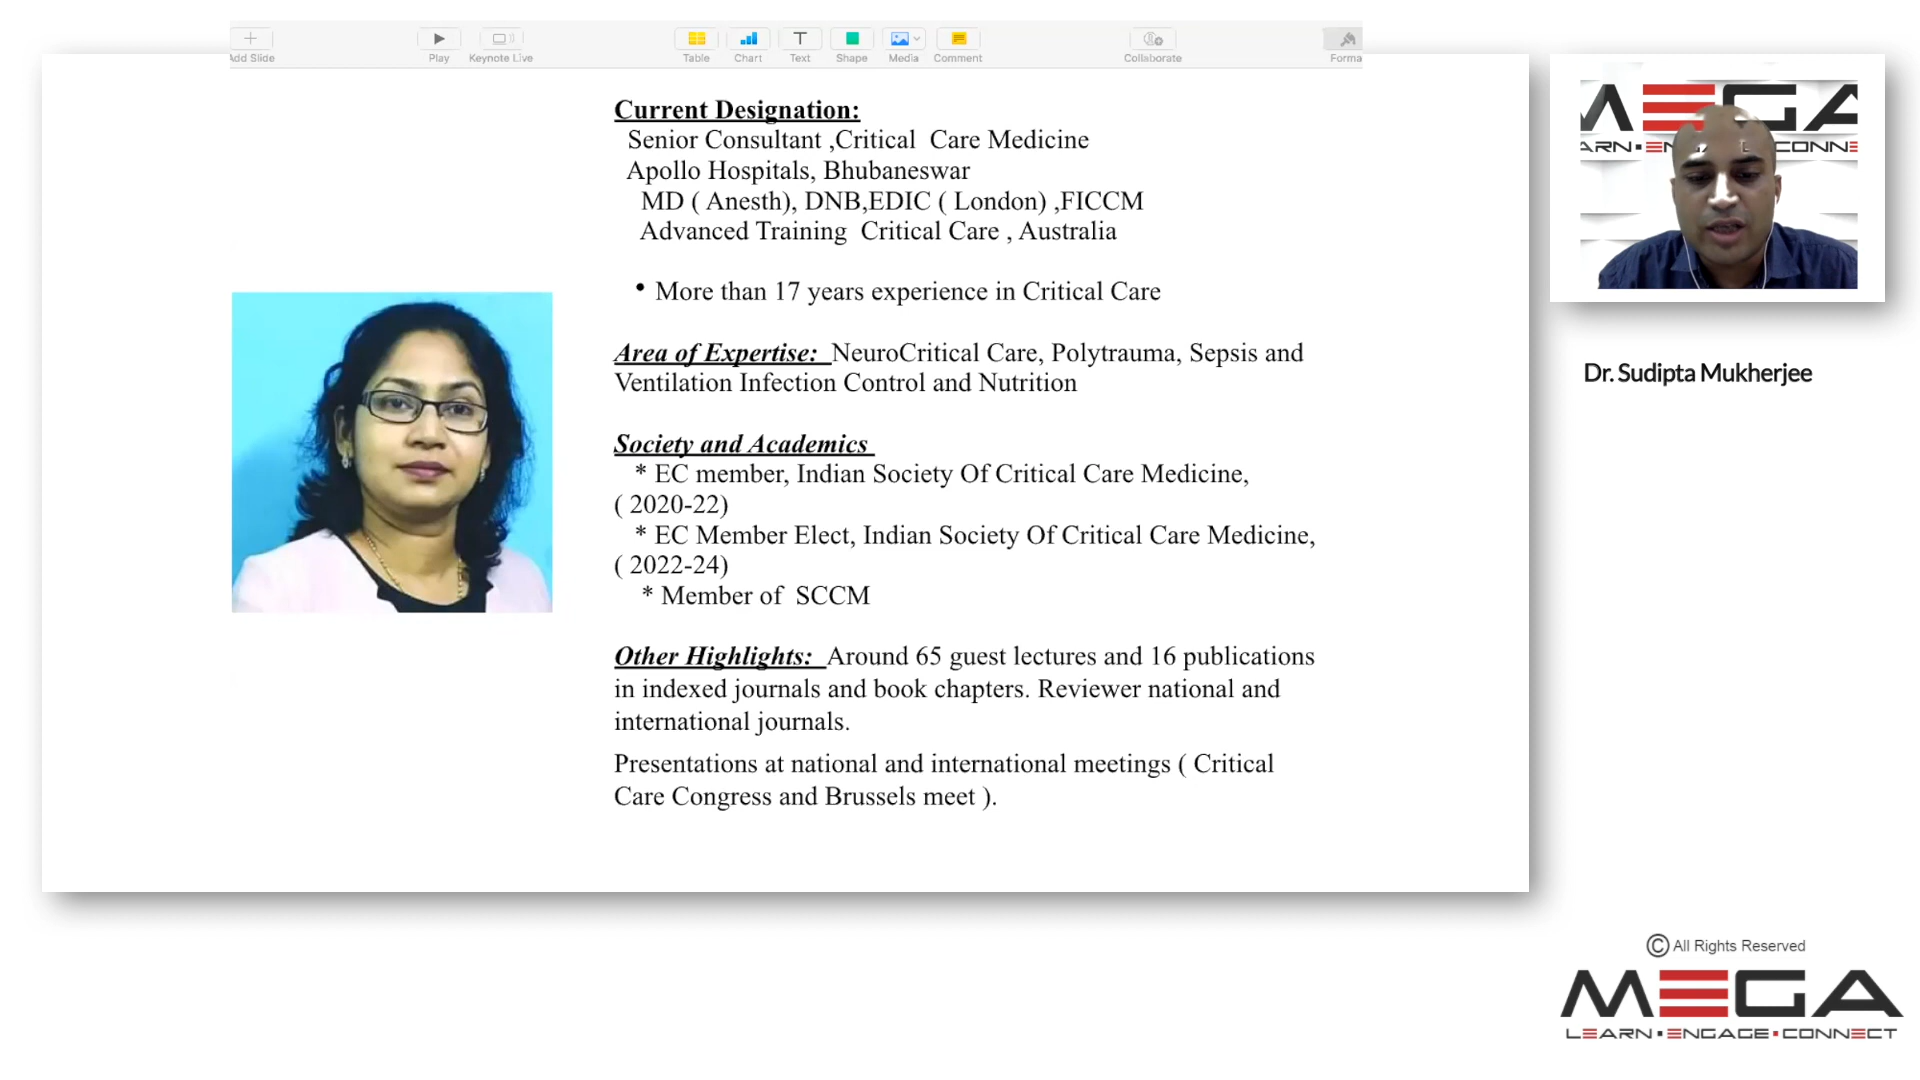 Add Slide
Play
Keynote Live
Table
Chart
Text
Shape
Media
Comment
Collaborate
Forma
Current Designation:
Senior Consultant ,Critical Care Medicine
Apollo Hospitals, Bhubaneswar
MD ( Anesth), DNB,EDIC ( London) ,FICCM
Advanced Training Critical Care , Australia
• More than 17 years experience in Critical Care
Area of Expertise: NeuroCritical Care, Polytrauma, Sepsis and
Ventilation Infection Control and Nutrition
Society and Academics
* EC member, Indian Society Of Critical Care Medicine,
( 2020-22)
* EC Member Elect, Indian Society Of Critical Care Medicine,
( 2022-24)
* Member of SCCM
Other Highlights: Around 65 guest lectures and 16 publications
in indexed journals and book chapters. Reviewer national and
international journals.
Presentations at national and international meetings ( Critical
Care Congress and Brussels meet ).
MEGA
Dr. Sudipta Mukherjee
© All Rights Reserved
MEGA
LEARN ▪ ENGAGE ▪ CONNECT